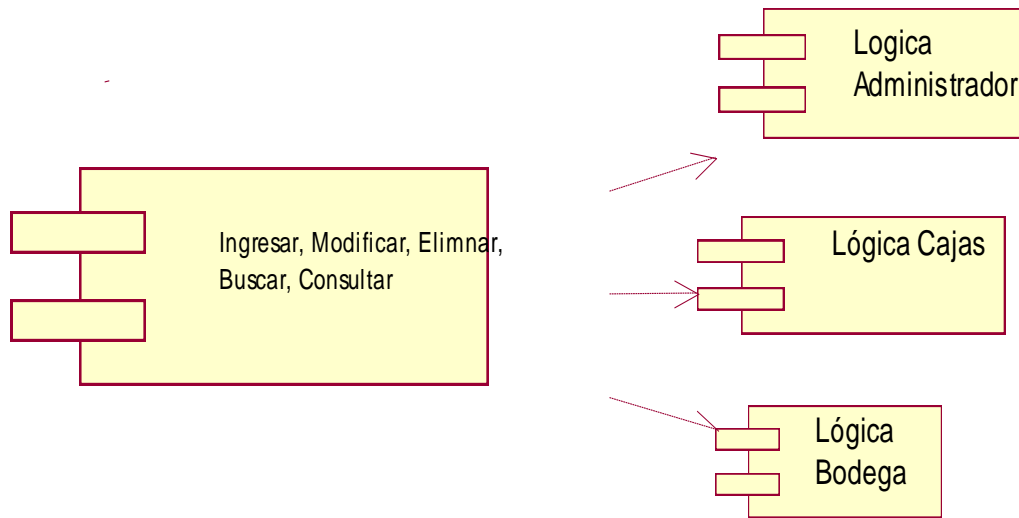 Logica
Administrador
Ingresar, Modificar, Elimnar,
Buscar, Consultar
Lógica Cajas
Lógica
Bodega